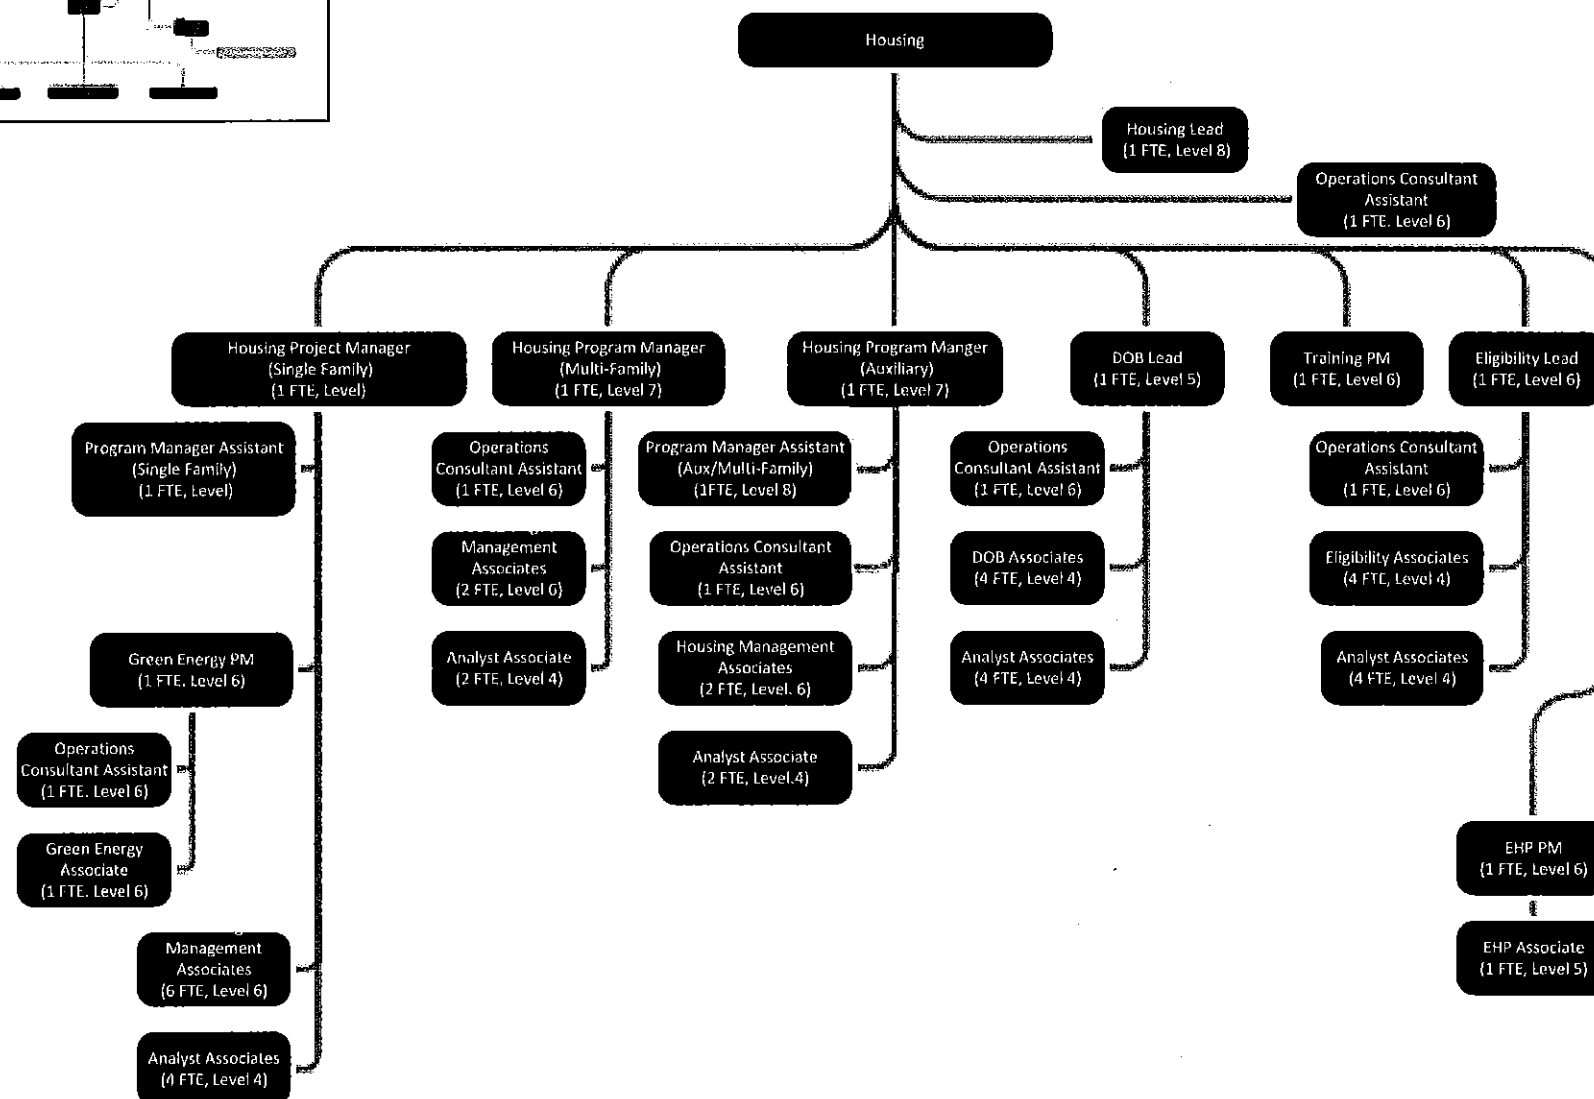 Housing
Housing Lead
(1 FTE, Level 8)
Operations Consultant
Assistant
(1 FTE. Level 6)
Housing Project Manager
(Single Family)
(1 FTE, Level)
Housing Program Manager
(Multi-Family)
(1 FTE, Level 7)
Housing Program Manger
(Auxiliary)
(1 FTE, Level 7)
DOB Lead
(1 FTE, Level 5)
Training PM
(1 FTE, Level 6)
Eligibility Lead
(1 FTE, Level 6)
Program Manager Assistant
(Single Family)
(1 FTE, Level)
Green Energy PM
(1 FTE. Level 6)
Operations
Consultant Assistant
(1 FTE. Level 6)
Green Energy
Associate
(1 FTE. Level 6)
Management
Associates
(6 FTE, Level 6)
Analyst Associates
(4 FTE, Level 4)
Operations
Consultant Assistant
(1 FTE, Level 6)
Management
Associates
(2 FTE, Level 6)
Analyst Associate
(2 FTE, Level 4)
Program Manager Assistant
(Aux/Multi-Family)
(1FTE, Level 8)
Operations Consultant
Assistant
(1 FTE, Level 6)
Housing Management
Associates
(2 FTE, Level. 6)
Analyst Associate
(2 FTE, Level.4)
Operations
Consultant Assistant
(1 FTE, Level 6)
DOB Associates
(4 FTE, Level 4)
Analyst Associates
(4 FTE, Level 4)
Operations Consultant
Assistant
(1 FTE, Level 6)
Eligibility Associates
(4 FTE, Level 4)
Analyst Associates
(4 FTE, Level 4)
EHP PM
(1 FTE, Level 6)
EHP Associate
(1 FTE, Level 5)